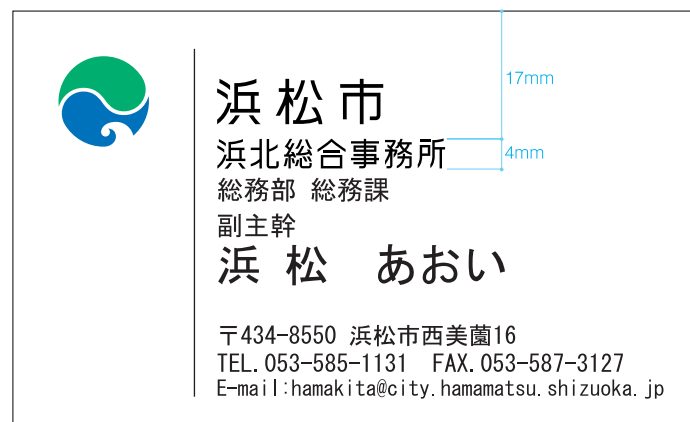 浜松市
17mm
浜北総合事務所
4mm
総務部 総務課
副主幹
浜 松　あおい
〒434-8550 浜松市西美薗16
TEL.053-585-1131　FAX.053-587-3127
E-mail:hamakita@city.hamamatsu.shizuoka.jp